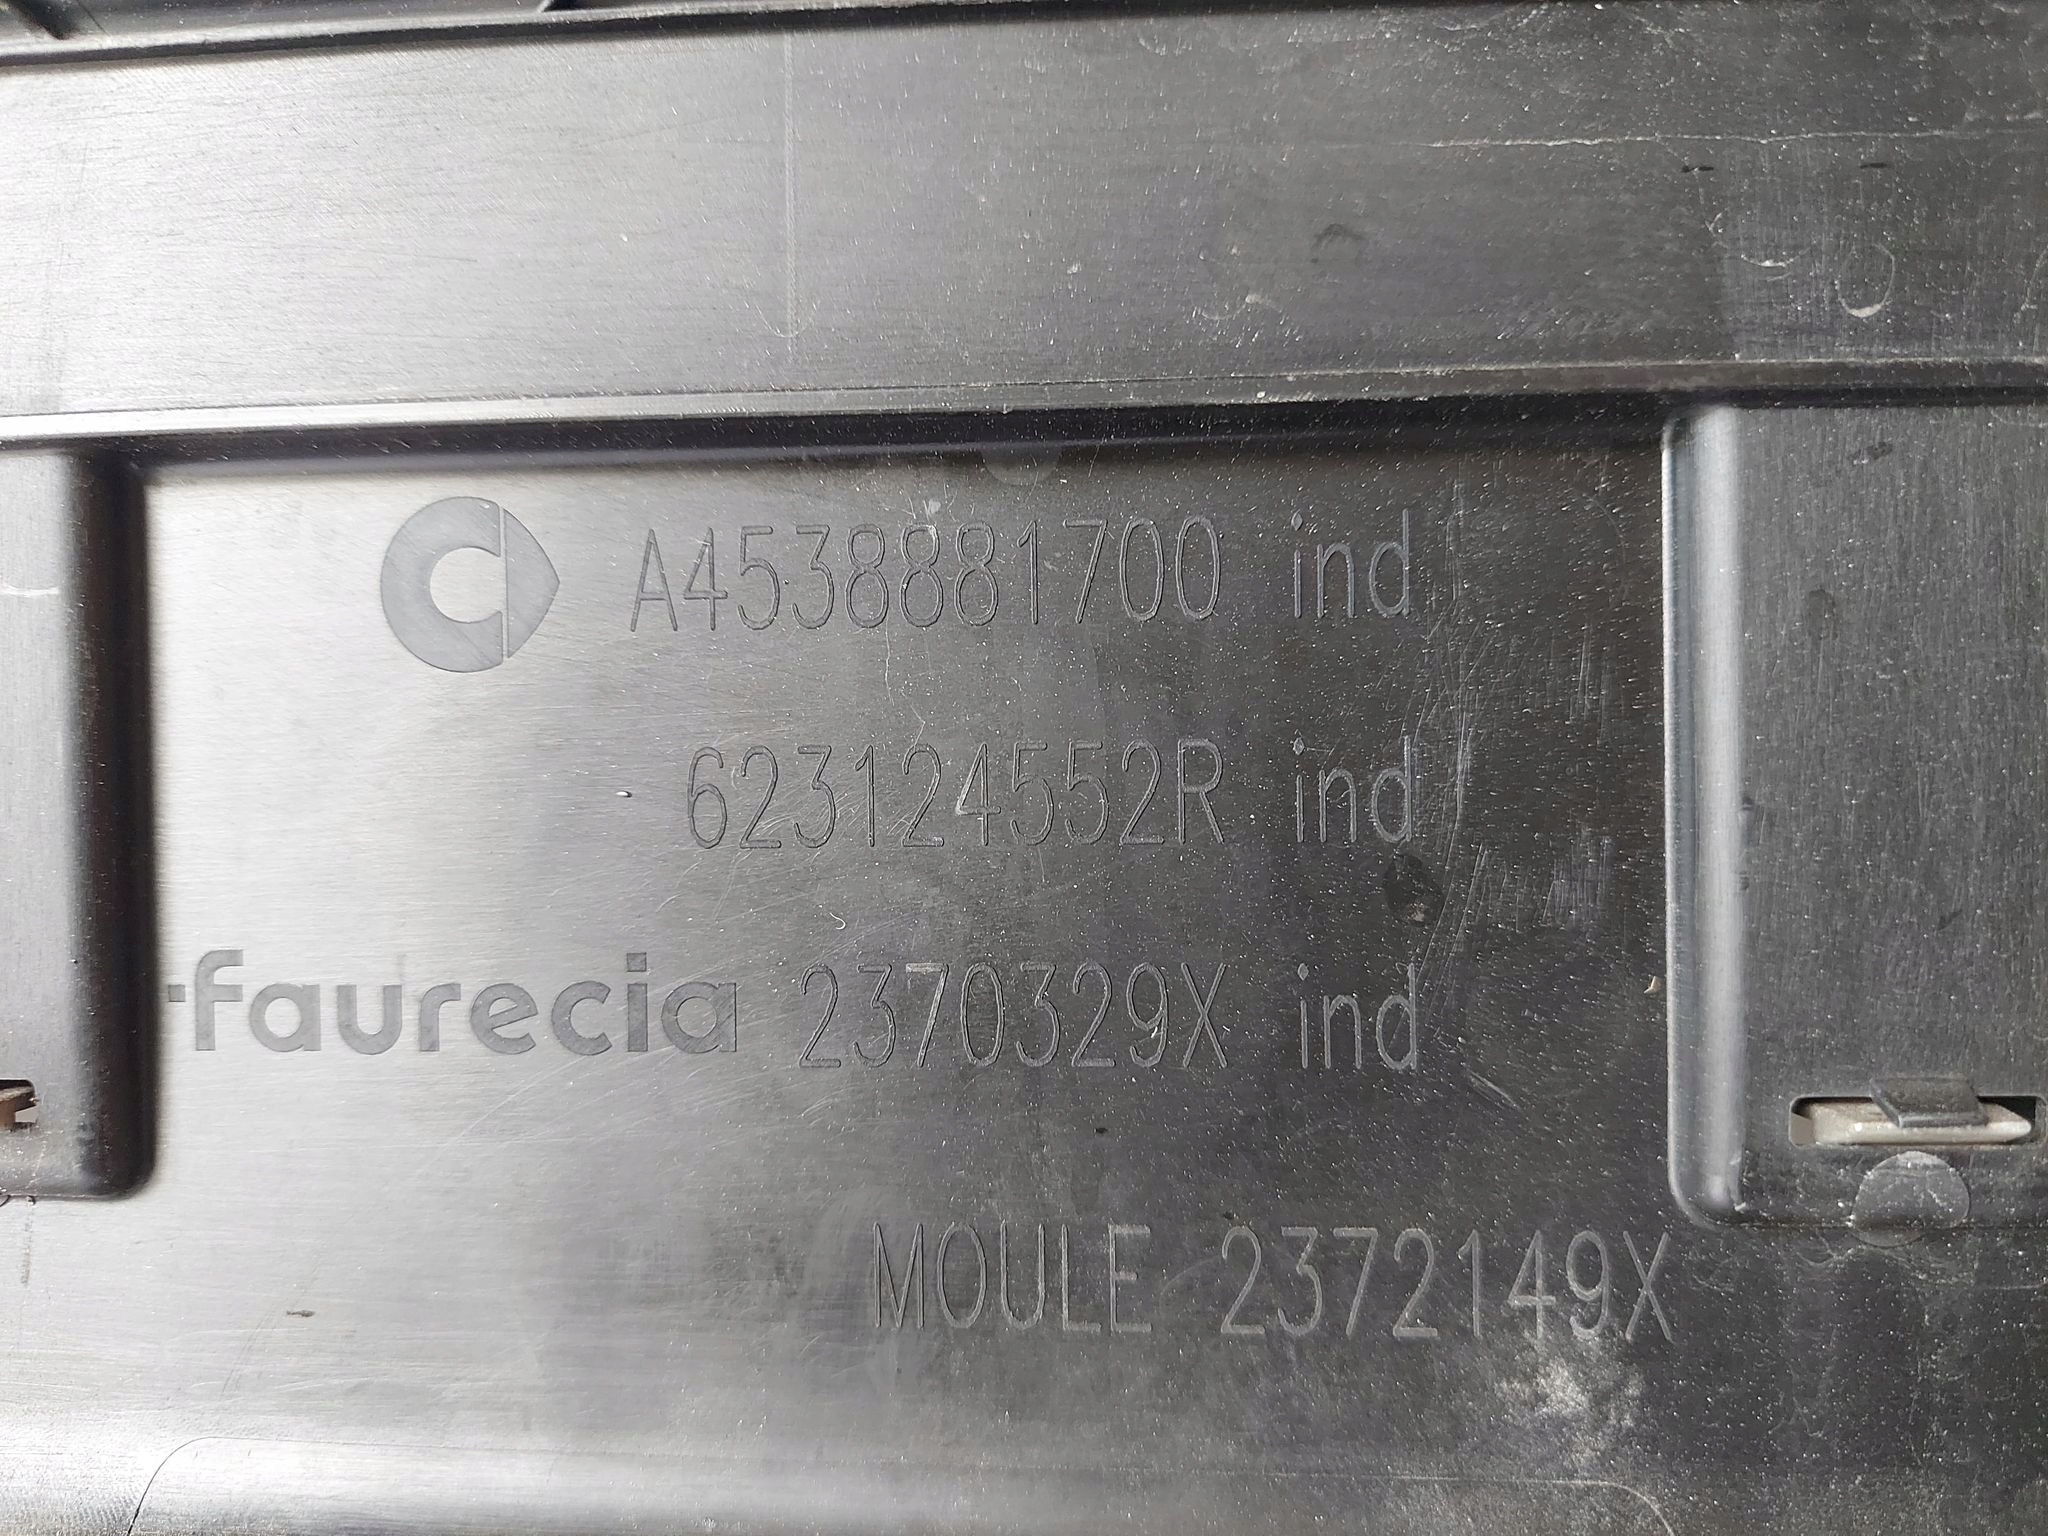 A4538881700 ind
623124552R ind
faurecia 2370329X ind
MOULE 2372149X